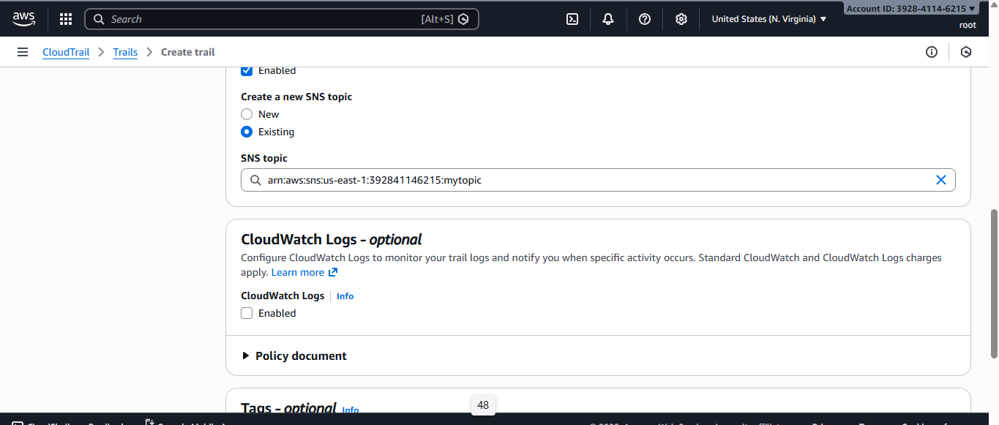 aws
Search [Alt+S]
United States (N. Virginia)
Account ID: 3928-4114-6215
root
CloudTrail > Trails > Create trail
Enabled
Create a new SNS topic
New
Existing
SNS topic
arn:aws:sns:us-east-1:392841146215:mytopic
CloudWatch Logs - optional
Configure CloudWatch Logs to monitor your trail logs and notify you when specific activity occurs. Standard CloudWatch and CloudWatch Logs charges
apply. Learn more
CloudWatch Logs Info
Enabled
Policy document
Tags - optional Info
48